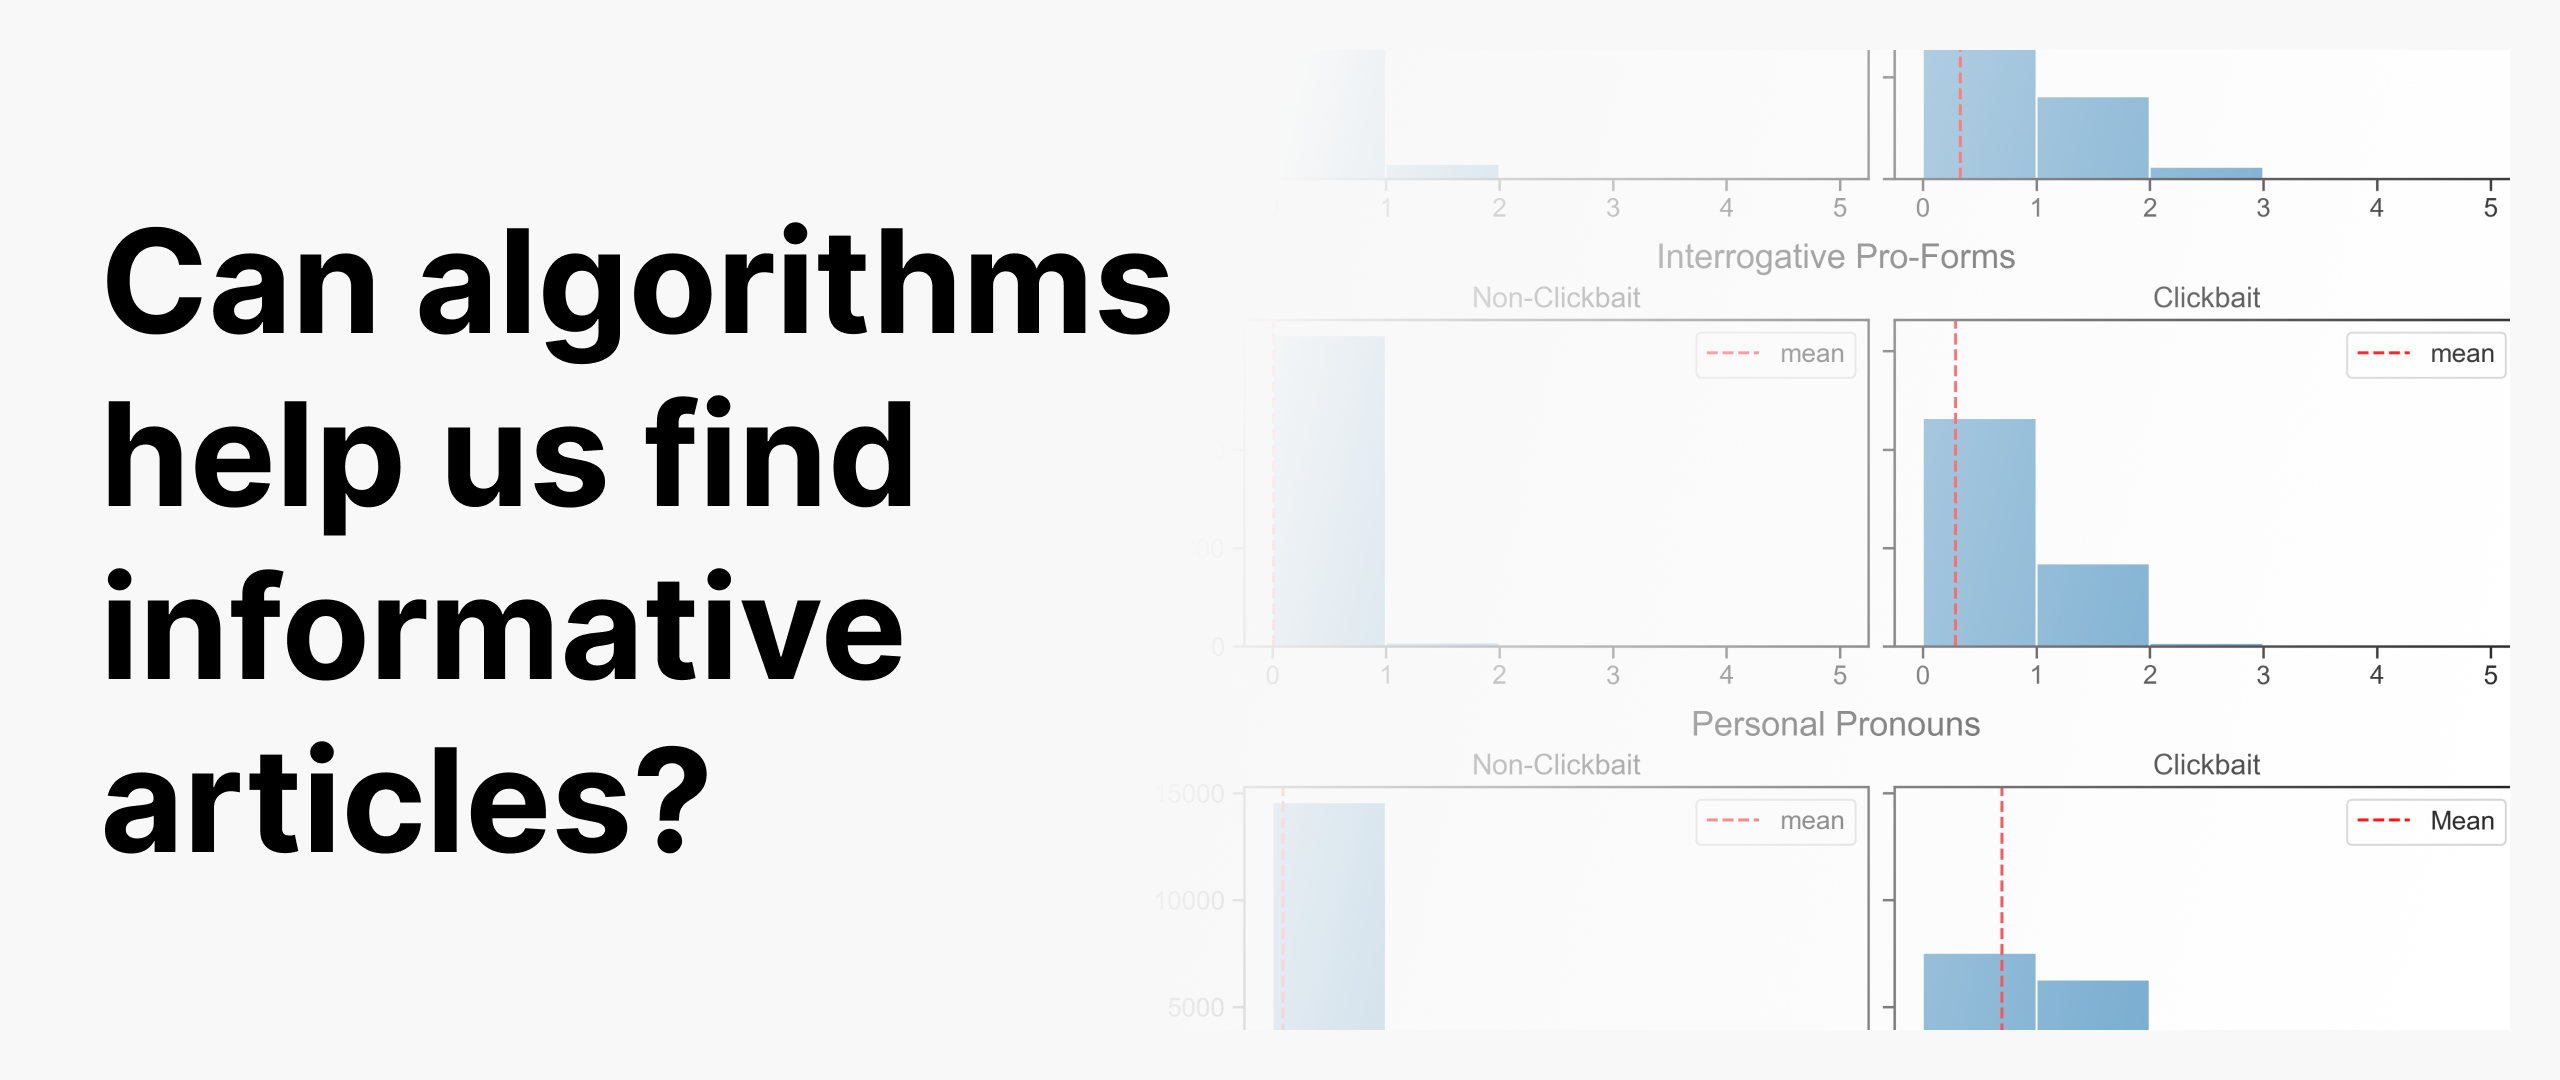 Can algorithms
help us find
informative
articles?
1 2 3 4 5
0 1 2 3 4 5
Interrogative Pro-Forms
Non-Clickbait
Clickbait
mean
mean
0
0 1 2 3 4 5
0 1 2 3 4 5
Personal Pronouns
Non-Clickbait
Clickbait
15000
mean
Mean
10000
5000